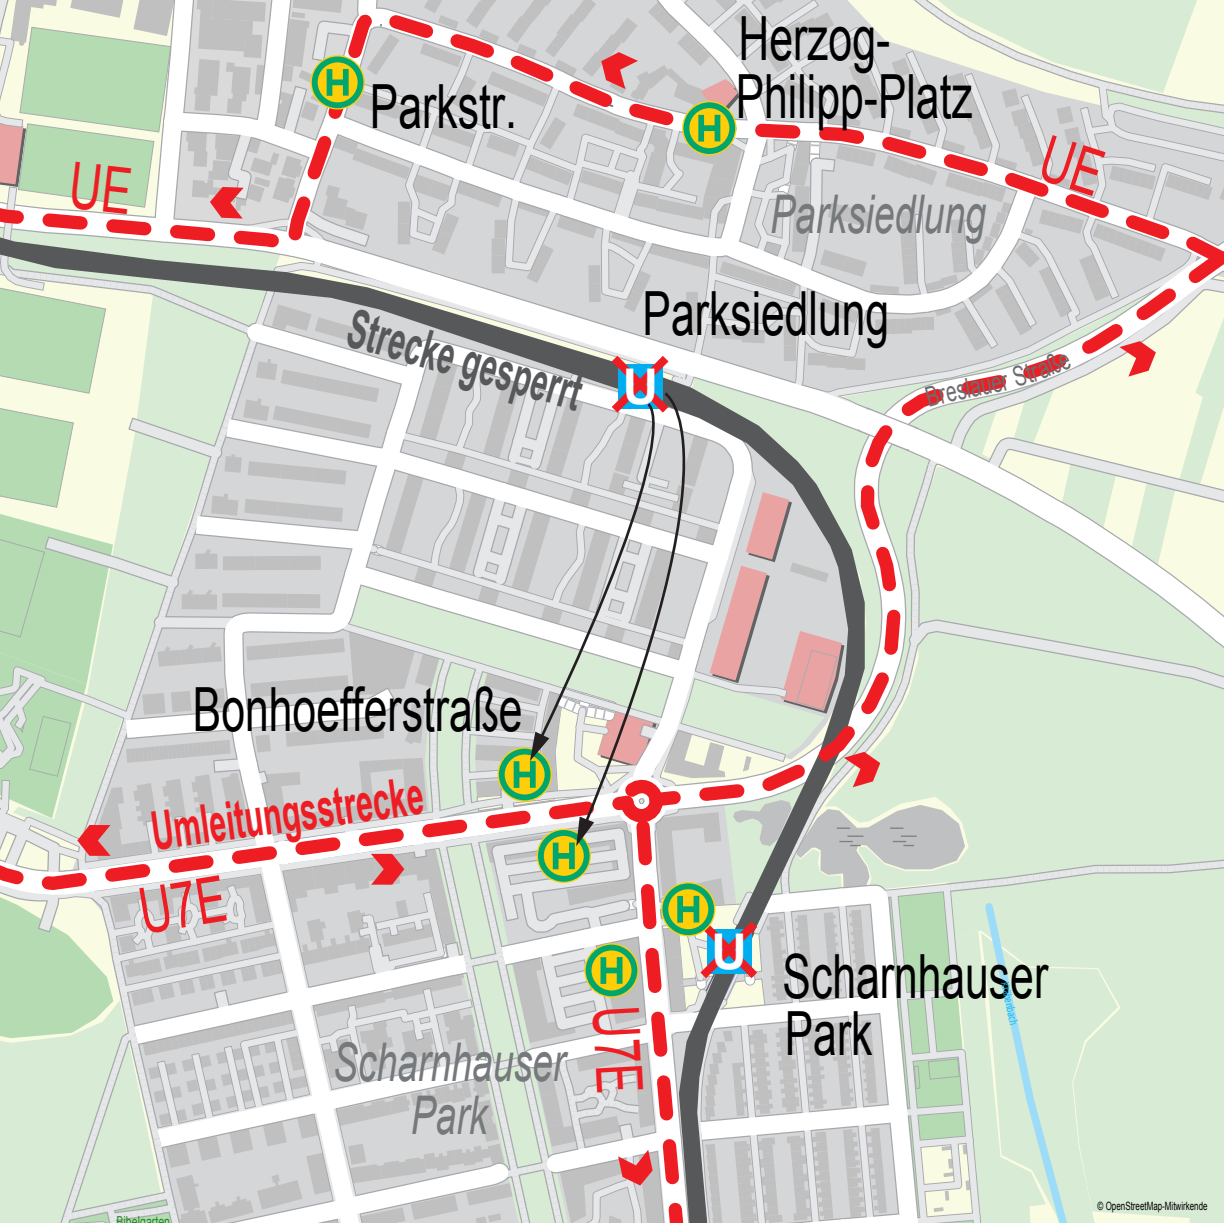 Herzog-
Philipp-Platz
H
Parkstr.
H
UE
UE
Parksiedlung
Parksiedlung
Strecke gesperrt
U
Breslauer Straße
Bonhoefferstraße
H
Umleitungsstrecke
H
U7E
H
U
H
Scharnhauser
Park
U7E
Scharnhauser
Park
Bibelgarten
© OpenStreetMap-Mitwirkende